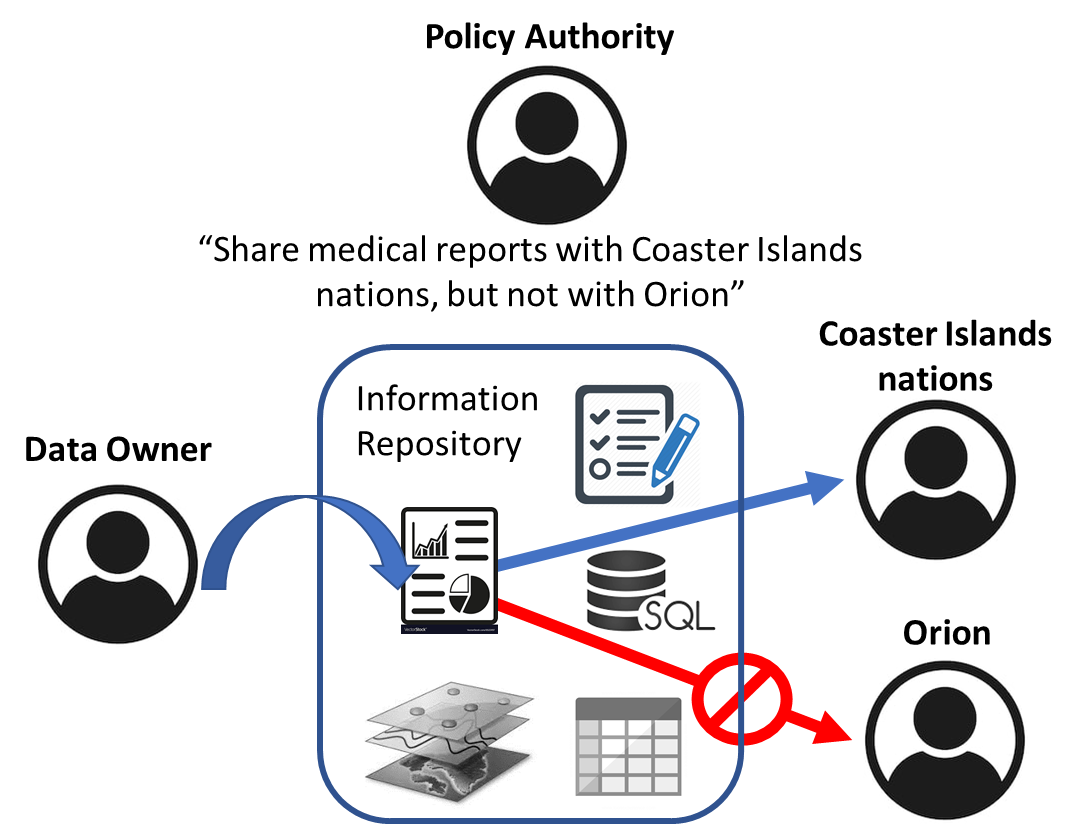 Policy Authority
“Share medical reports with Coaster Islands
nations, but not with Orion”
Coaster Islands
nations
Information
Repository
Data Owner
VectorStock
SQL
Orion